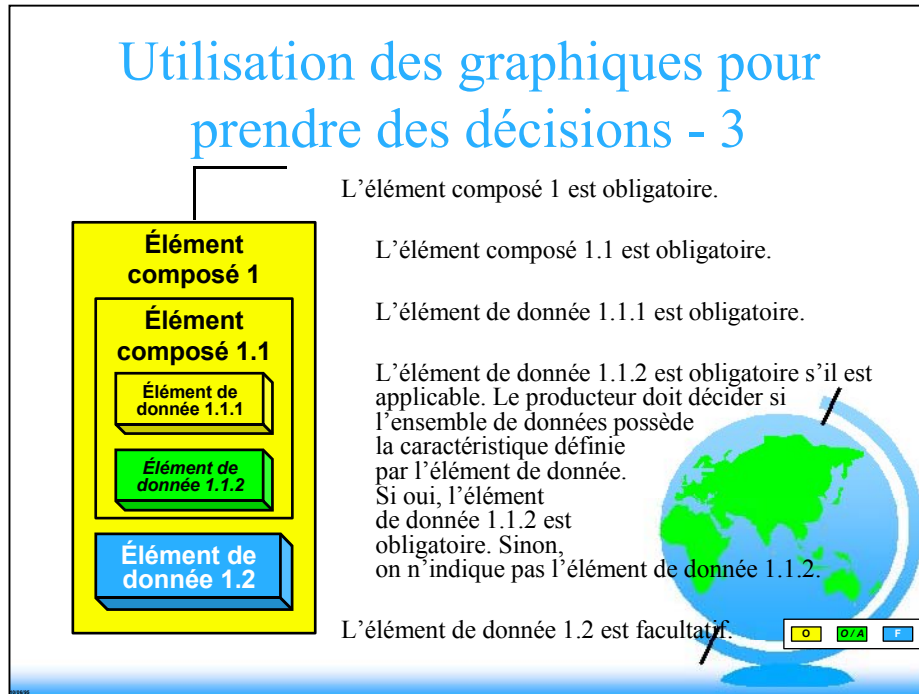 Utilisation des graphiques pour
prendre des décisions - 3
L’élément composé 1 est obligatoire.
Élément
composé 1
L’élément composé 1.1 est obligatoire.
Élément
composé 1.1
L’élément de donnée 1.1.1 est obligatoire.
Élément de
donnée 1.1.1
L’élément de donnée 1.1.2 est obligatoire s’il est
applicable. Le producteur doit décider si
l’ensemble de données possède
la caractéristique définie
par l’élément de donnée.
Si oui, l’élément
de donnée 1.1.2 est
obligatoire. Sinon,
on n’indique pas l’élément de donnée 1.1.2.
Élément de
donnée 1.1.2
Élément de
donnée 1.2
L’élément de donnée 1.2 est facultatif.
O O/A F